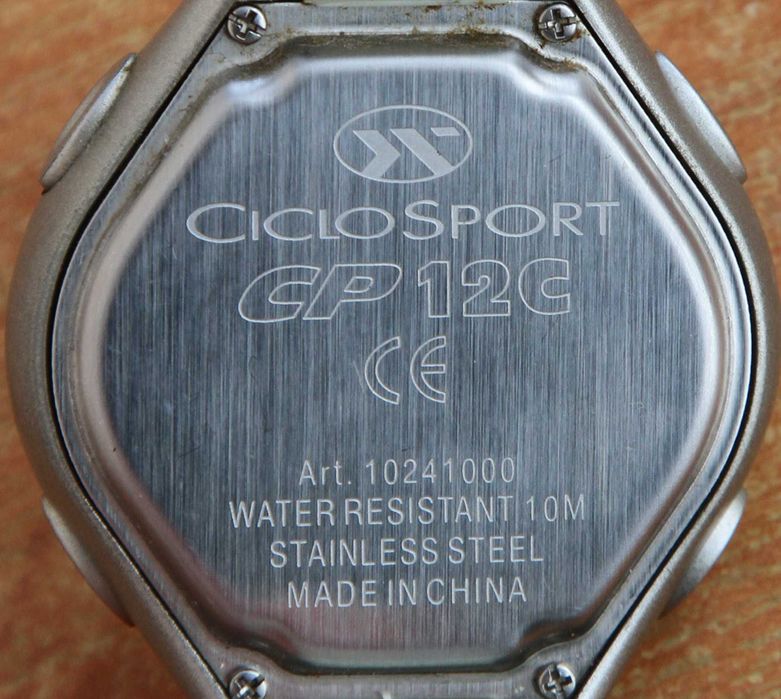 CICLOSPORT
CP 12C
CE
Art. 10241000
WATER RESISTANT 10M
STAINLESS STEEL
MADE IN CHINA